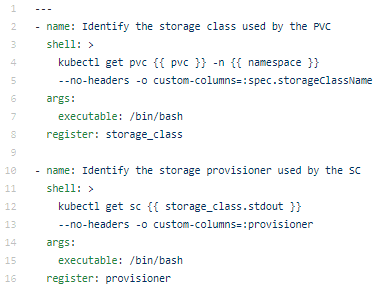 1 ---
2 - name: Identify the storage class used by the PVC
3 shell: >
4 kubectl get pvc {{ pvc }} -n {{ namespace }}
5 --no-headers -o custom-columns=:spec.storageClassName
6 args:
7 executable: /bin/bash
8 register: storage_class
9
10 - name: Identify the storage provisioner used by the SC
11 shell: >
12 kubectl get sc {{ storage_class.stdout }}
13 --no-headers -o custom-columns=:provisioner
14 args:
15 executable: /bin/bash
16 register: provisioner